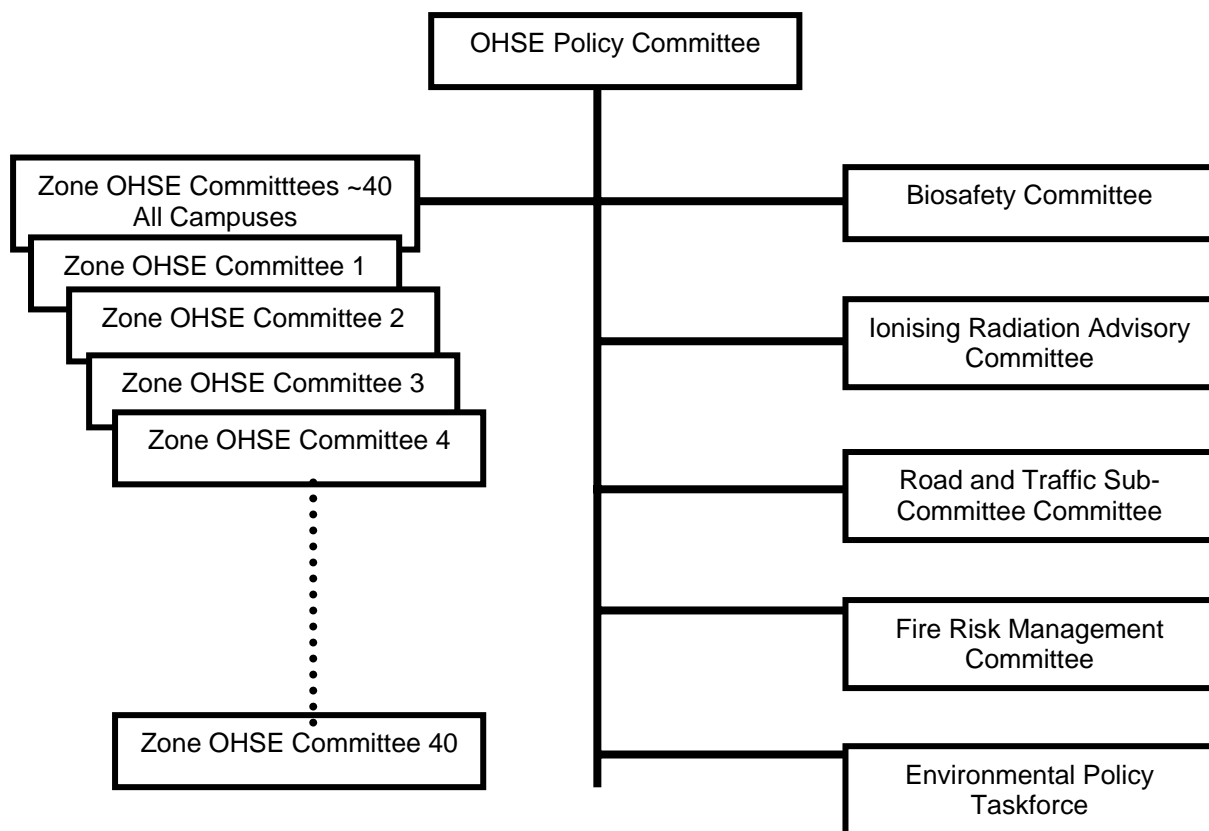 OHSE Policy Committee
Zone OHSE Committtees ~40
All Campuses
Zone OHSE Committee 1
Zone OHSE Committee 2
Zone OHSE Committee 3
Zone OHSE Committee 4
Zone OHSE Committee 40
Biosafety Committee
Ionising Radiation Advisory
Committee
Road and Traffic Sub-
Committee Committee
Fire Risk Management
Committee
Environmental Policy
Taskforce